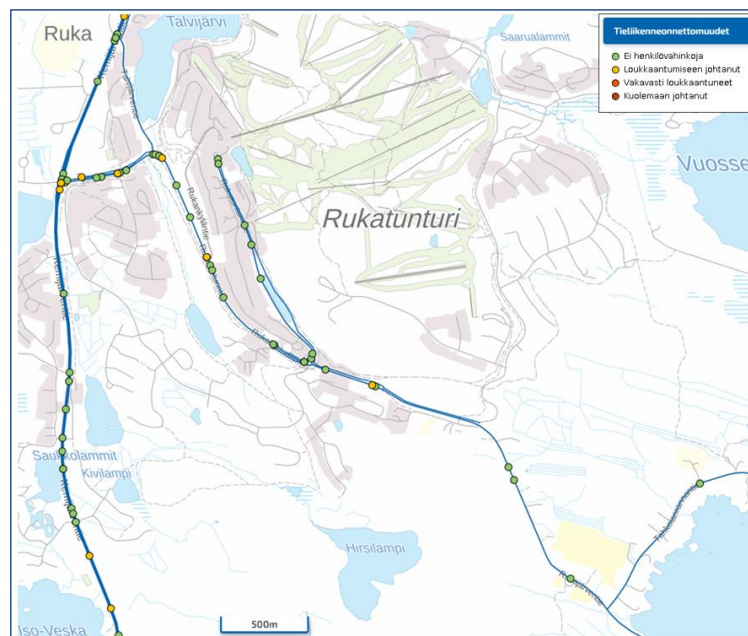 Ruka
Talvijärvi
Saarualammit
Tieliikenneonnettomuudet
Ei henkilövahinkoja
Loukkaantumiseen johtanut
Vakavasti loukkaantuneet
Kuolemaan johtanut
Vuosse
Rukatunturi
Rukankyläntie
Saukkolammit
Kivilampi
Hirsilampi
Iso-Veska
500m